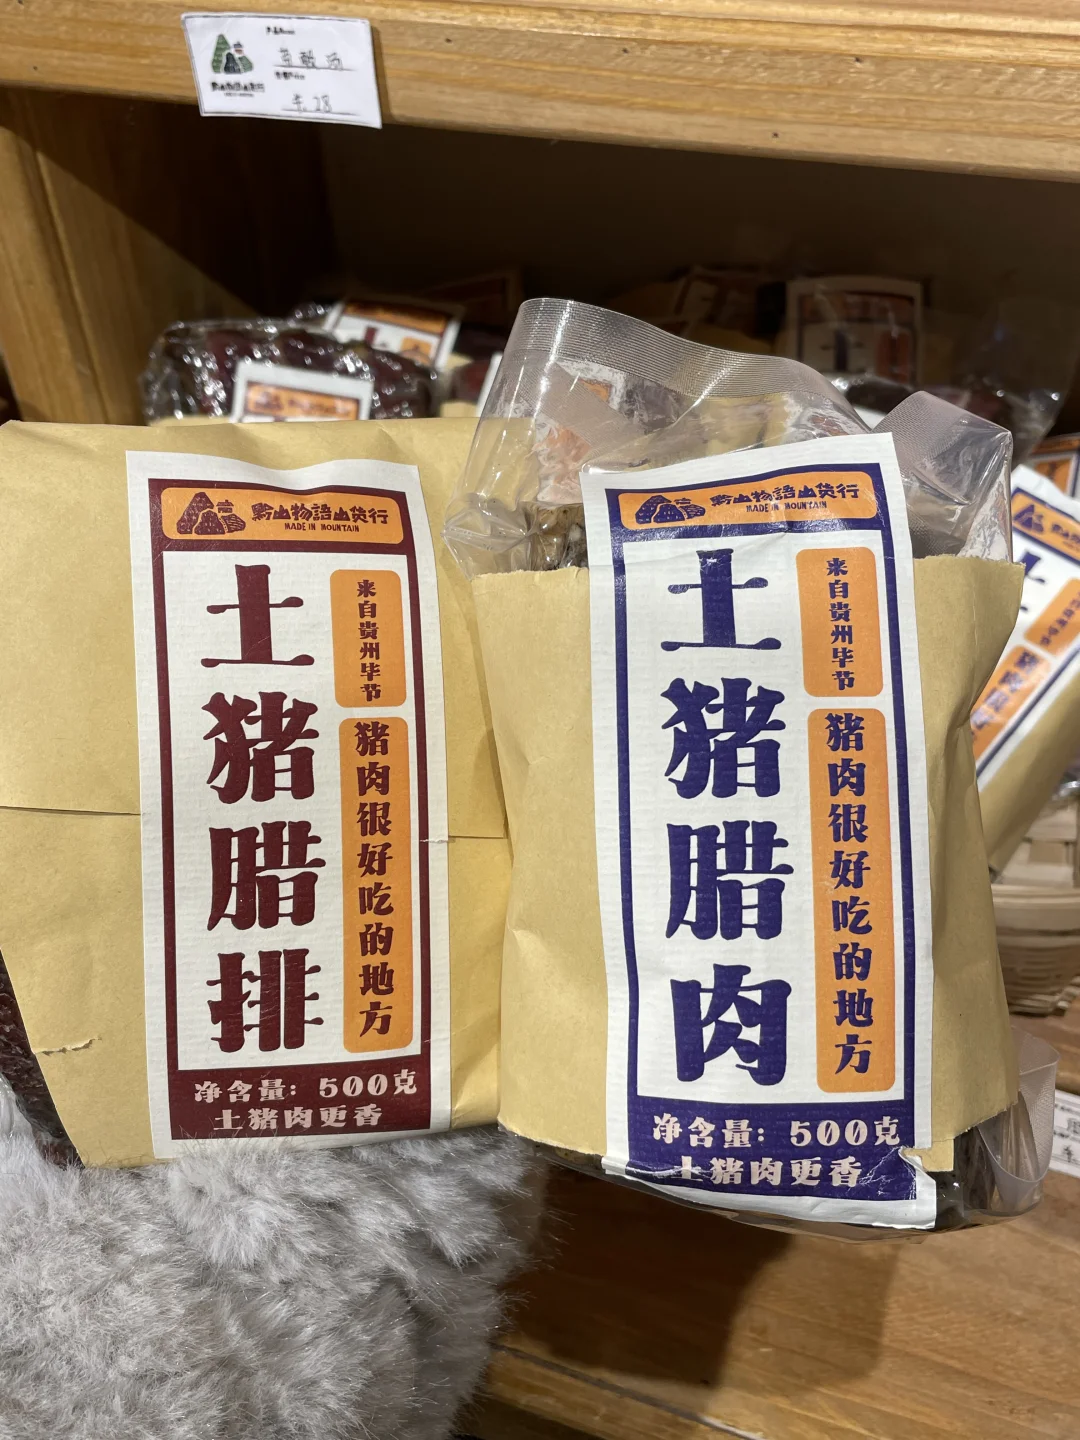 ¥28
黔山物語山货行
MADE IN MOUNTAIN
土猪腊排
来自贵州毕节
猪肉很好吃的地方
净含量：500克
土猪肉更香
黔山物語山货行
MADE IN MOUNTAIN
土猪腊肉
来自贵州毕节
猪肉很好吃的地方
净含量：500克
土猪肉更香